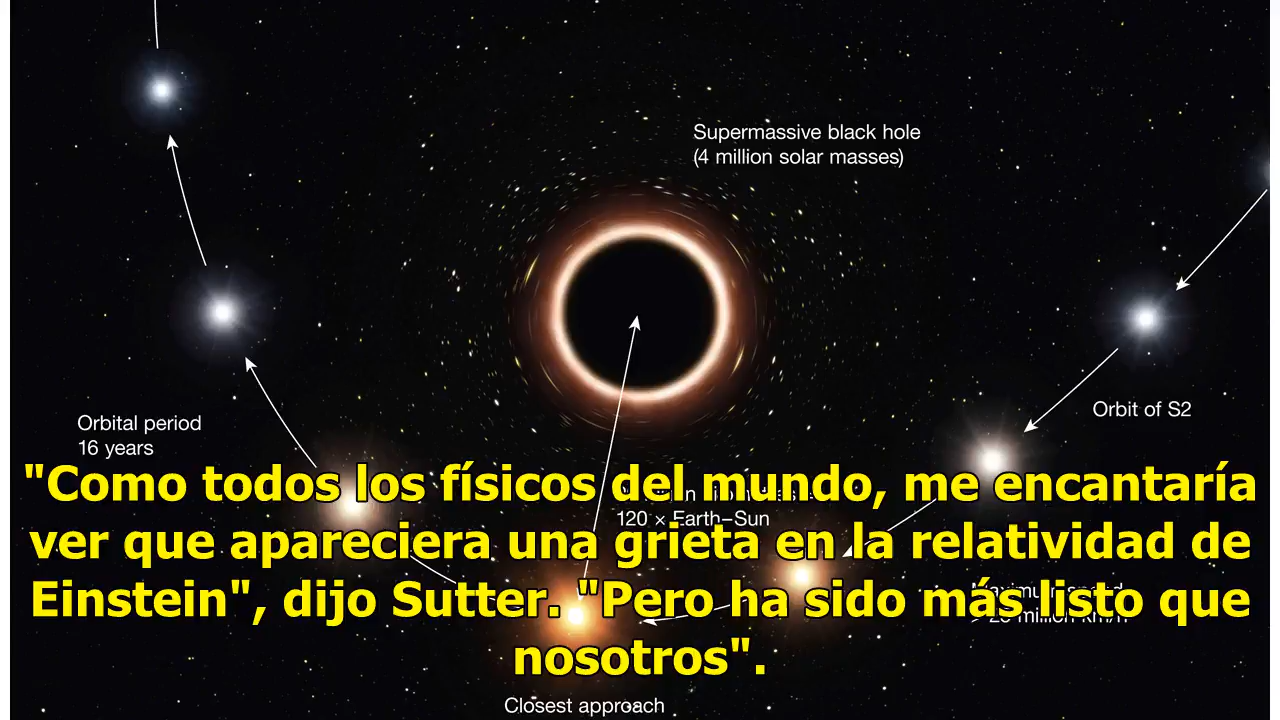 Supermassive black hole
(4 million solar masses)
Orbit of S2
Orbital period
16 years
"Como todos los físicos del mundo, me encantaría
ver que apareciera una grieta en la relatividad de
Einstein", dijo Sutter. "Pero ha sido más listo que
nosotros".
120 × Earth–Sun
Closest approach